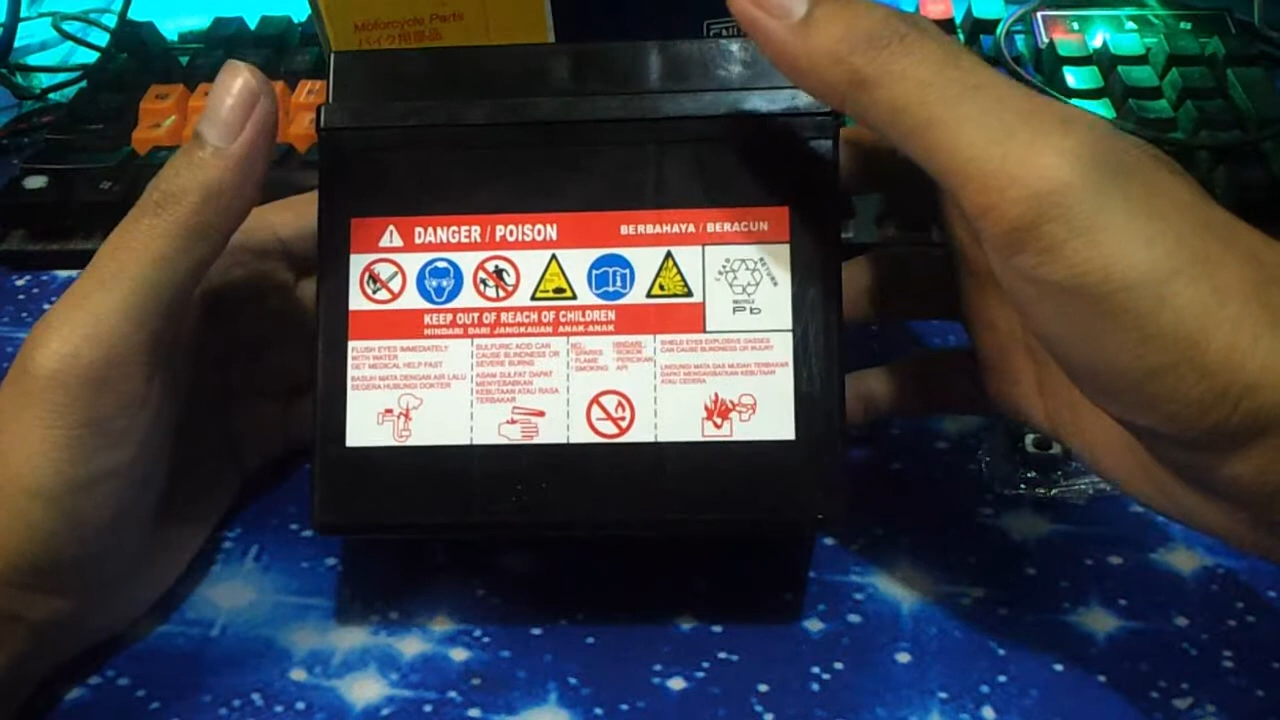 Motorcycle Parts
バイク用部品
DANGER / POISON
BERBAHAYA / BERACUN
LEAD RETURN
RECYCLE
Pb
KEEP OUT OF REACH OF CHILDREN
HINDARI DARI JANGKAUAN ANAK-ANAK
FLUSH EYES IMMEDIATELY
WITH WATER
GET MEDICAL HELP FAST
BASUH MATA DENGAN AIR LALU
SEGERA HUBUNGI DOKTER
SULFURIC ACID CAN
CAUSE BLINDNESS OR
SEVERE BURNS
ASAM SULFAT DAPAT
MENYEBABKAN
KEBUTAAN ATAU RASA
TERBAKAR
NO :
* SPARKS
* FLAME
* SMOKING
HINDARI :
* ROKOK
* PERCIKAN
API
SHIELD EYES EXPLOSIVE GASSES
CAN CAUSE BLINDNESS OR INJURY
LINDUNGI MATA GAS MUDAH TERBAKAR
DAPAT MENGAKIBATKAN KEBUTAAN
ATAU CEDERA